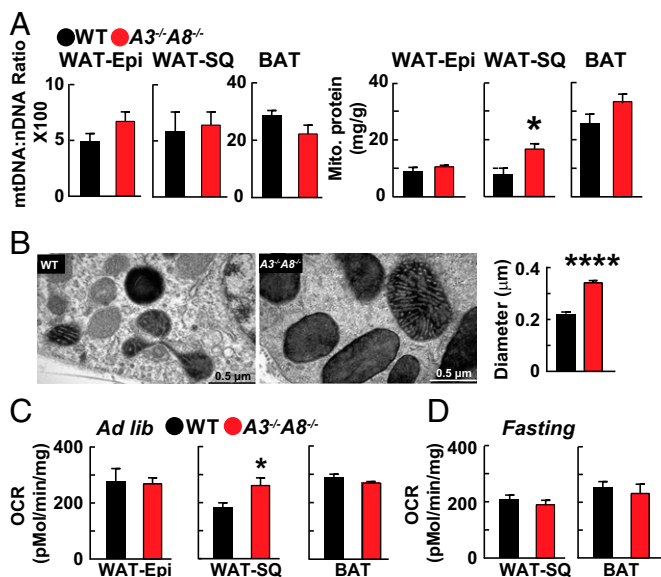 A
WT A3-/-A8-/-
WAT-Epi WAT-SQ BAT WAT-Epi WAT-SQ BAT
mtDNA:nDNA Ratio
X100
10
5
0
40
20
0
Mito. protein
(mg/g)
40
20
0
*
B
WT
0.5 µm
A3-/-A8-/-
0.5 µm
Diameter (µm)
0.4
0.2
0
****
C
Ad lib WT A3-/-A8-/-
OCR
(pMol/min/mg)
400
200
0
*
WAT-Epi WAT-SQ BAT
D
Fasting
OCR
(pMol/min/mg)
400
200
0
WAT-SQ BAT